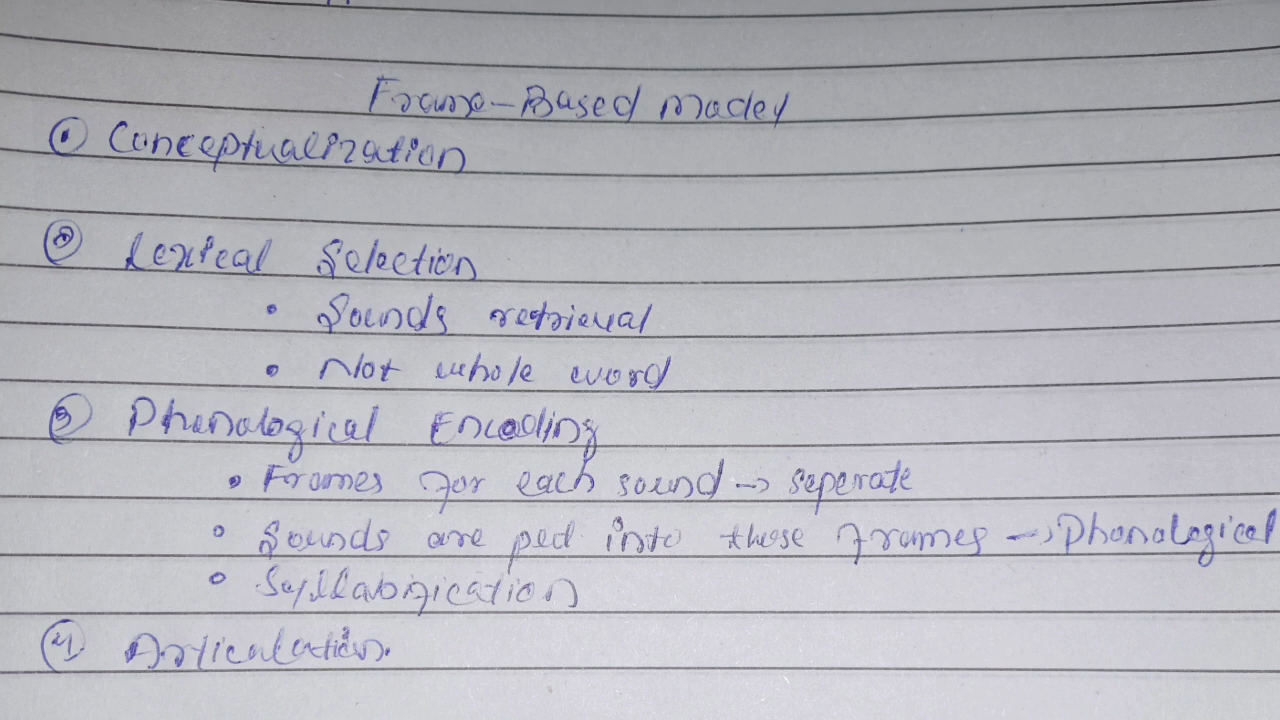 Frame-Based model
① Conceptualization
② Lexical Selection
• Sounds retrieval
• Not whole word
③ Phonological Encoding
• Frames for each sound → seperate
• Sounds are ped into these frames → Phonological
• Syllabification
④ Articulation.